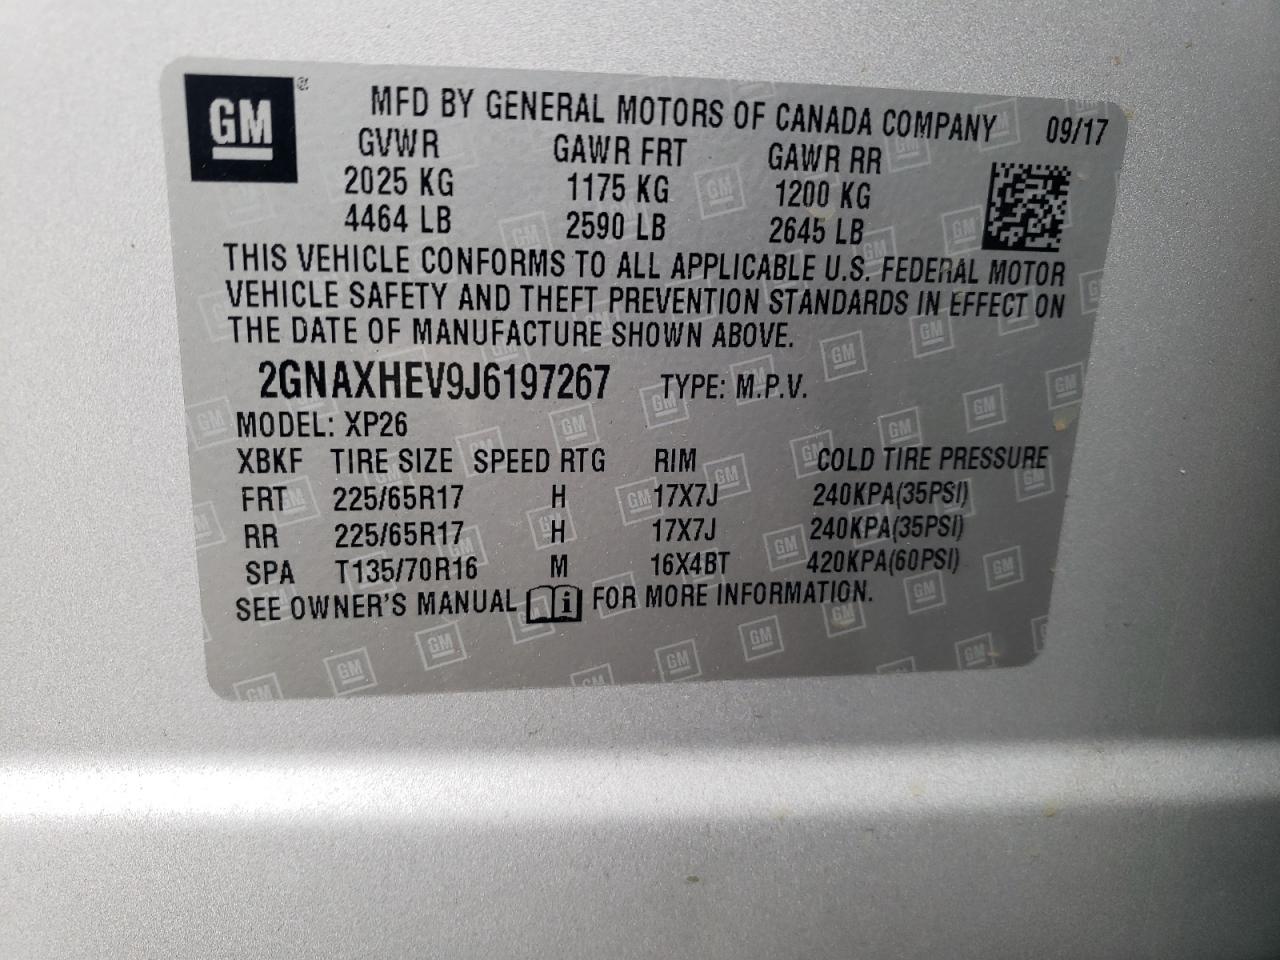 GM ®
MFD BY GENERAL MOTORS OF CANADA COMPANY 09/17
GVWR GAWR FRT GAWR RR
2025 KG 1175 KG 1200 KG
4464 LB 2590 LB 2645 LB
THIS VEHICLE CONFORMS TO ALL APPLICABLE U.S. FEDERAL MOTOR
VEHICLE SAFETY AND THEFT PREVENTION STANDARDS IN EFFECT ON
THE DATE OF MANUFACTURE SHOWN ABOVE.
2GNAXHEV9J6197267 TYPE: M.P.V.
MODEL: XP26
XBKF TIRE SIZE SPEED RTG RIM COLD TIRE PRESSURE
FRT 225/65R17 H 17X7J 240KPA(35PSI)
RR 225/65R17 H 17X7J 240KPA(35PSI)
SPA T135/70R16 M 16X4BT 420KPA(60PSI)
SEE OWNER'S MANUAL i FOR MORE INFORMATION.